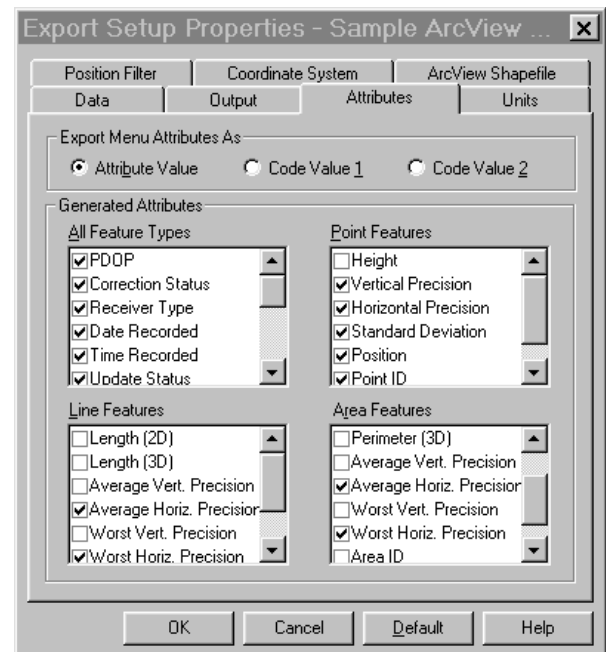 Export Setup Properties - Sample ArcView ...
Position Filter
Coordinate System
ArcView Shapefile
Data
Output
Attributes
Units
Export Menu Attributes As
Attribute Value
Code Value 1
Code Value 2
Generated Attributes
All Feature Types
PDOP
Correction Status
Receiver Type
Date Recorded
Time Recorded
Update Status
Point Features
Height
Vertical Precision
Horizontal Precision
Standard Deviation
Position
Point ID
Line Features
Length (2D)
Length (3D)
Average Vert. Precision
Average Horiz. Precision
Worst Vert. Precision
Worst Horiz. Precision
Area Features
Perimeter (3D)
Average Vert. Precision
Average Horiz. Precision
Worst Vert. Precision
Worst Horiz. Precision
Area ID
OK
Cancel
Default
Help